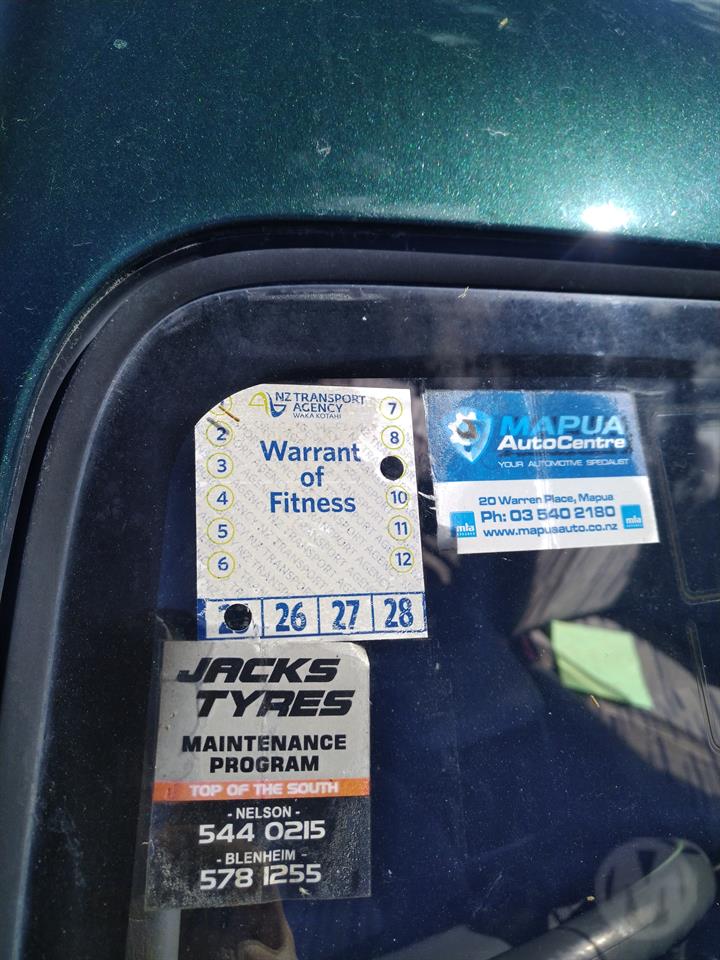 NZ TRANSPORT
AGENCY
WAKA KOTAHI
Warrant
of
Fitness
2
3
4
5
6
7
8
10
11
12
26 27 28
MAPUA
AutoCentre
YOUR AUTOMOTIVE SPECIALIST
20 Warren Place, Mapua
Ph: 03 540 2180
www.mapuaauto.co.nz
mta
mta
JACKS
TYRES
MAINTENANCE
PROGRAM
TOP OF THE SOUTH
- NELSON -
544 0215
- BLENHEIM -
578 1255
M